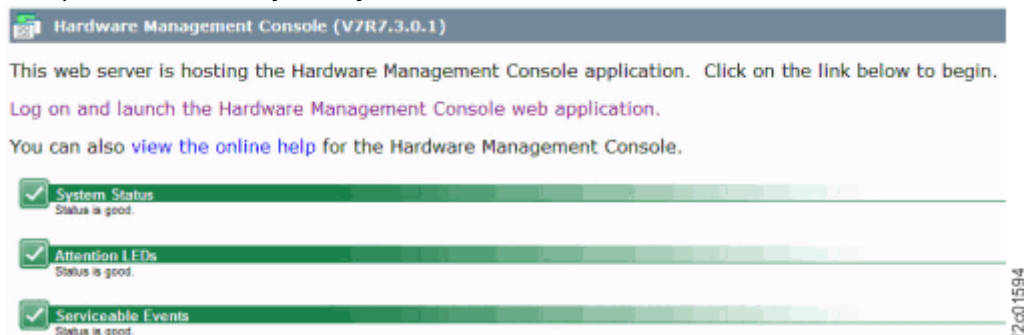 Hardware Management Console (V7R7.3.0.1)
This web server is hosting the Hardware Management Console application. Click on the link below to begin.
Log on and launch the Hardware Management Console web application.
You can also view the online help for the Hardware Management Console.
System Status
Status is good.
Attention LEDs
Status is good.
Serviceable Events
Status is good.